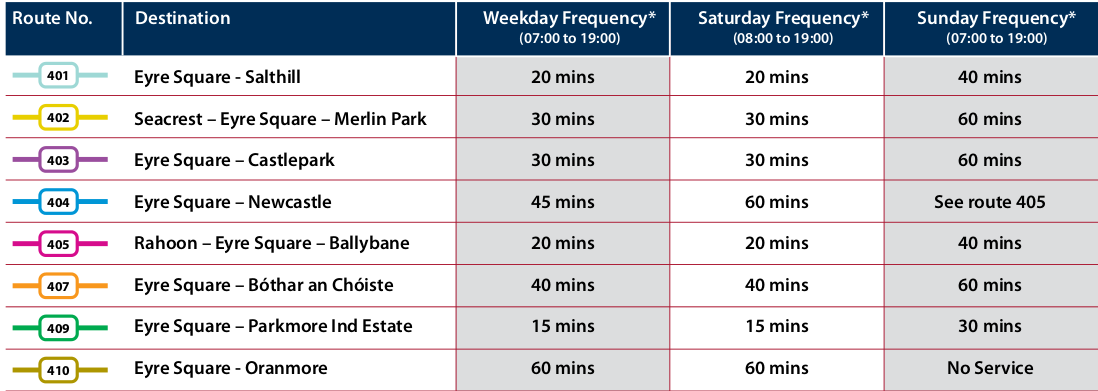 Route No. Destination Weekday Frequency* Saturday Frequency* Sunday Frequency*
(07:00 to 19:00) (08:00 to 19:00) (07:00 to 19:00)
401 Eyre Square - Salthill 20 mins 20 mins 40 mins
402 Seacrest – Eyre Square – Merlin Park 30 mins 30 mins 60 mins
403 Eyre Square – Castlepark 30 mins 30 mins 60 mins
404 Eyre Square – Newcastle 45 mins 60 mins See route 405
405 Rahoon – Eyre Square – Ballybane 20 mins 20 mins 40 mins
407 Eyre Square – Bóthar an Chóiste 40 mins 40 mins 60 mins
409 Eyre Square – Parkmore Ind Estate 15 mins 15 mins 30 mins
410 Eyre Square - Oranmore 60 mins 60 mins No Service